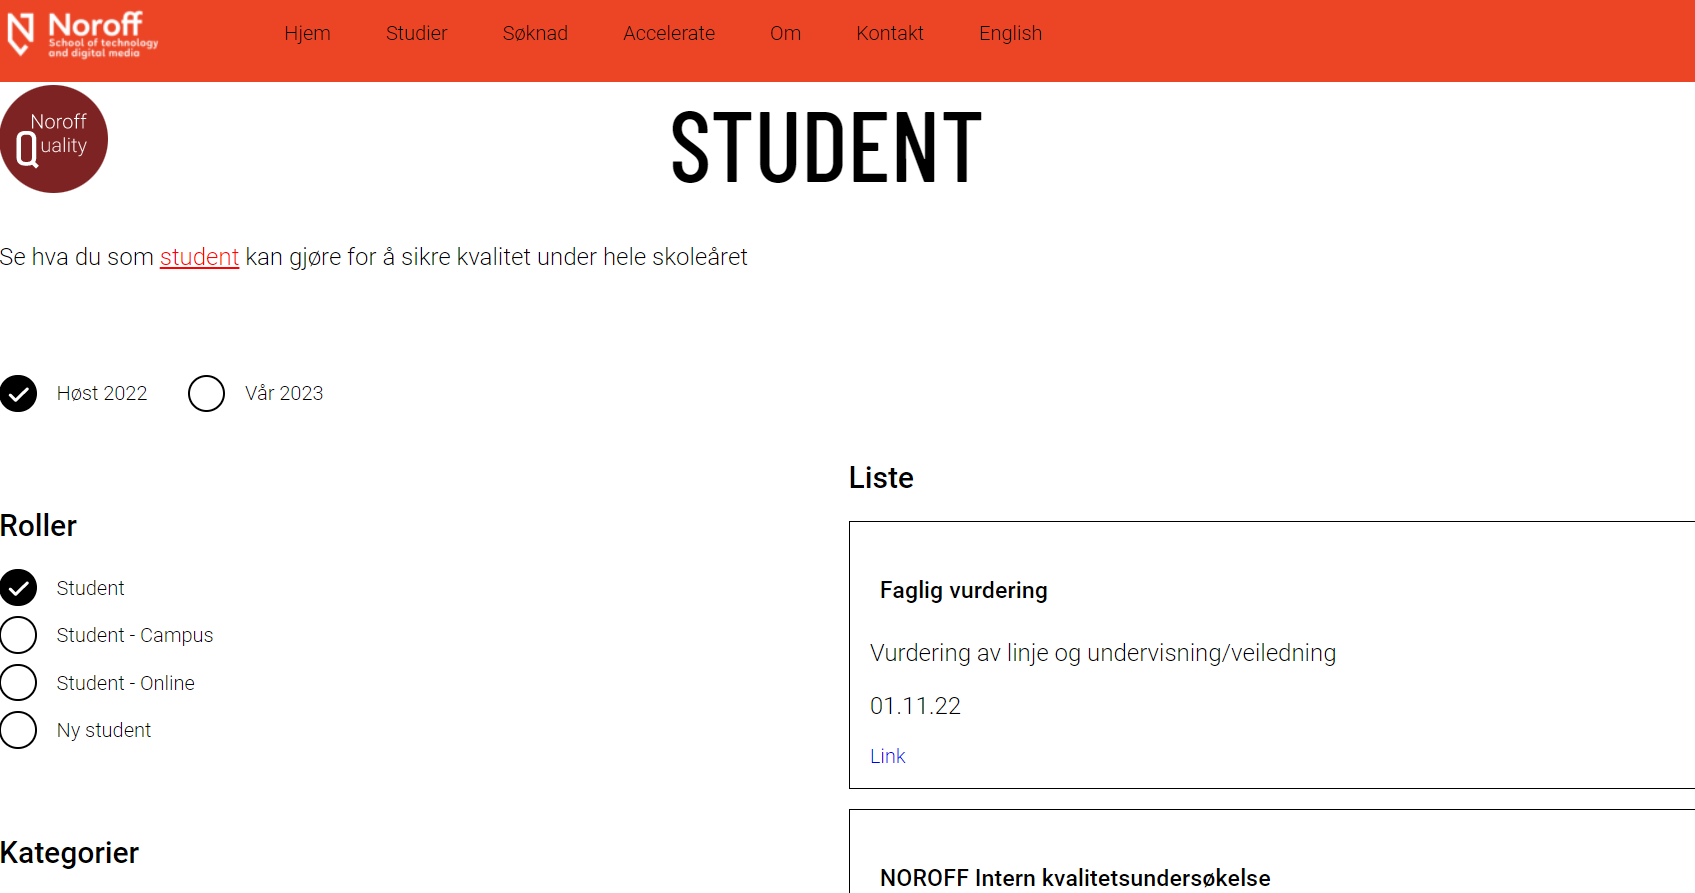 Noroff
School of technology
and digital media
Hjem
Studier
Søknad
Accelerate
Om
Kontakt
English
Noroff
Quality
STUDENT
Se hva du som student kan gjøre for å sikre kvalitet under hele skoleåret
Høst 2022
Vår 2023
Roller
Student
Student - Campus
Student - Online
Ny student
Kategorier
Liste
Faglig vurdering
Vurdering av linje og undervisning/veiledning
01.11.22
Link
NOROFF Intern kvalitetsundersøkelse